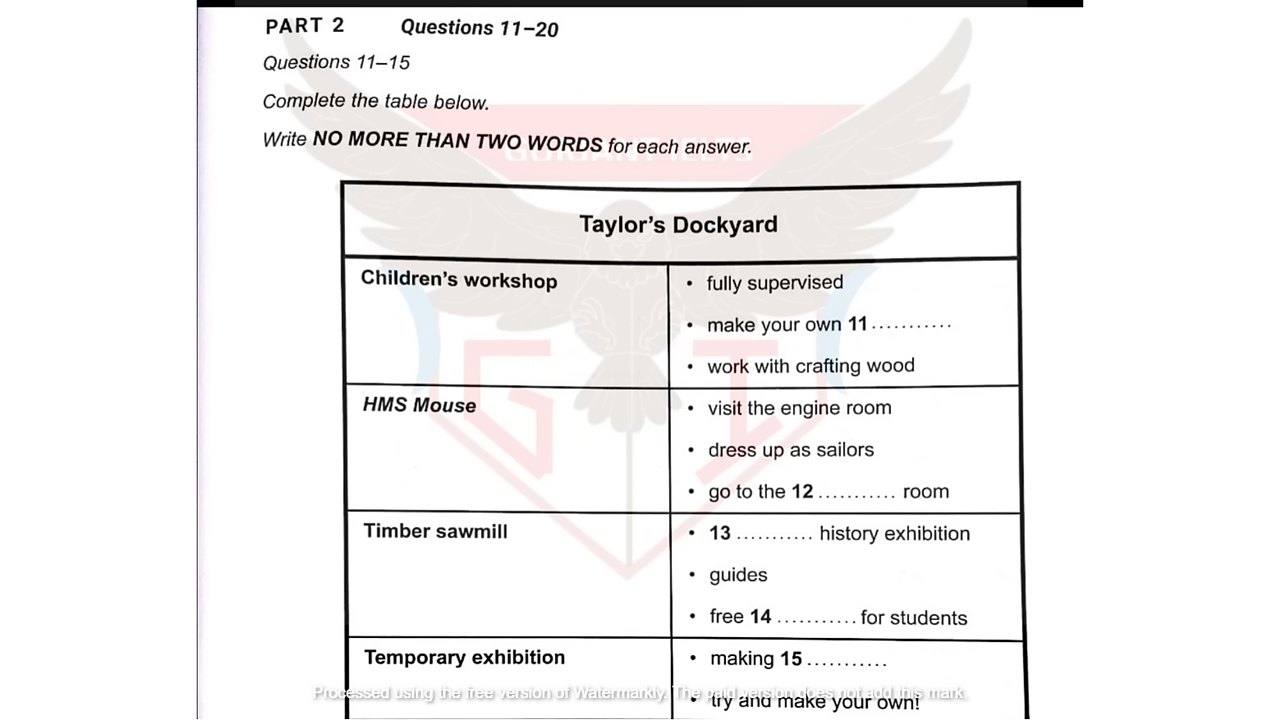 PART 2 Questions 11–20
Questions 11–15
Complete the table below.
Write NO MORE THAN TWO WORDS for each answer.
Taylor's Dockyard
Children's workshop
• fully supervised
• make your own 11 ...........
• work with crafting wood
HMS Mouse
• visit the engine room
• dress up as sailors
• go to the 12 ........... room
Timber sawmill
• 13 ........... history exhibition
• guides
• free 14 ........... for students
Temporary exhibition
• making 15 ...........
• try and make your own!
Processed using the free version of Watermarkly. The paid version does not add this mark.